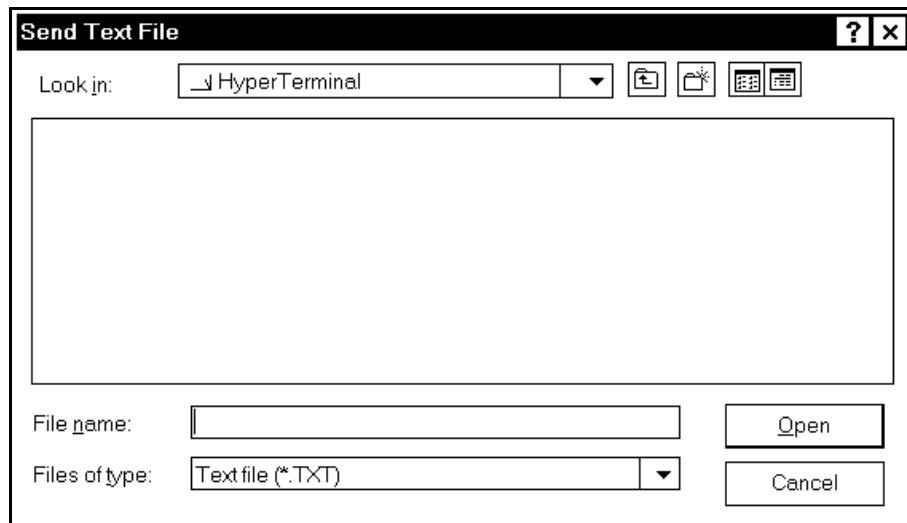 Send Text File ? ×
Look in: HyperTerminal
File name: Open
Files of type: Text file (*.TXT) Cancel